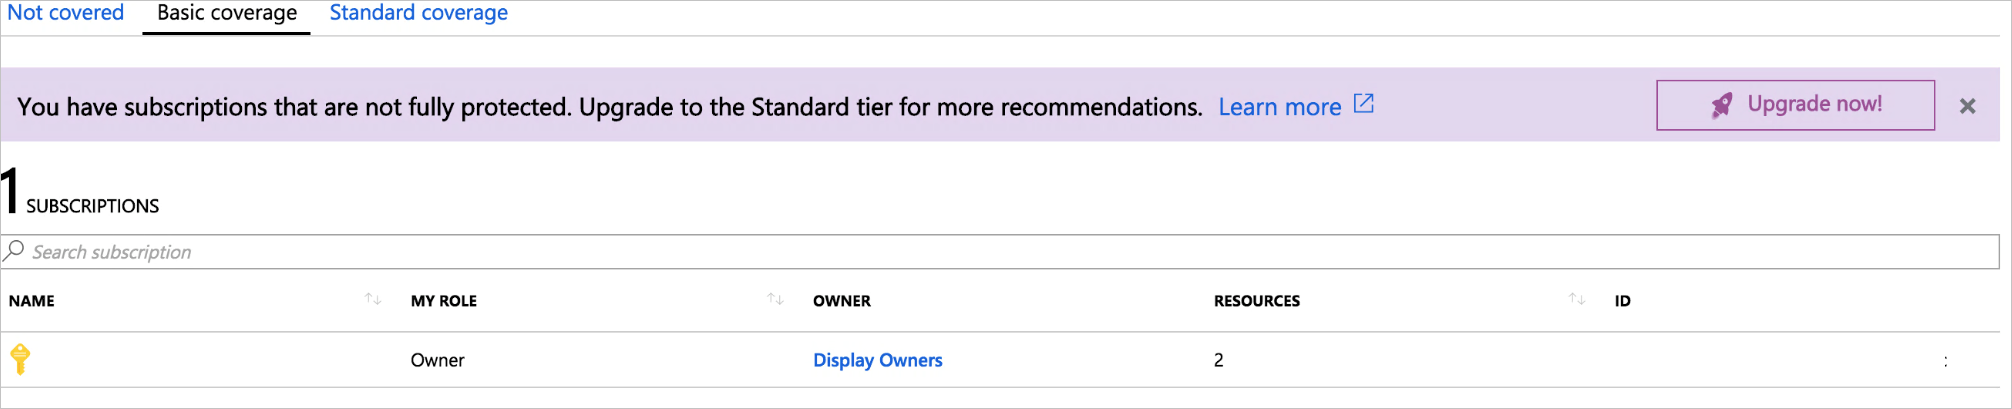 Not covered Basic coverage Standard coverage
You have subscriptions that are not fully protected. Upgrade to the Standard tier for more recommendations. Learn more Upgrade now!
1 SUBSCRIPTIONS
Search subscription
NAME MY ROLE OWNER RESOURCES ID
Owner Display Owners 2 :